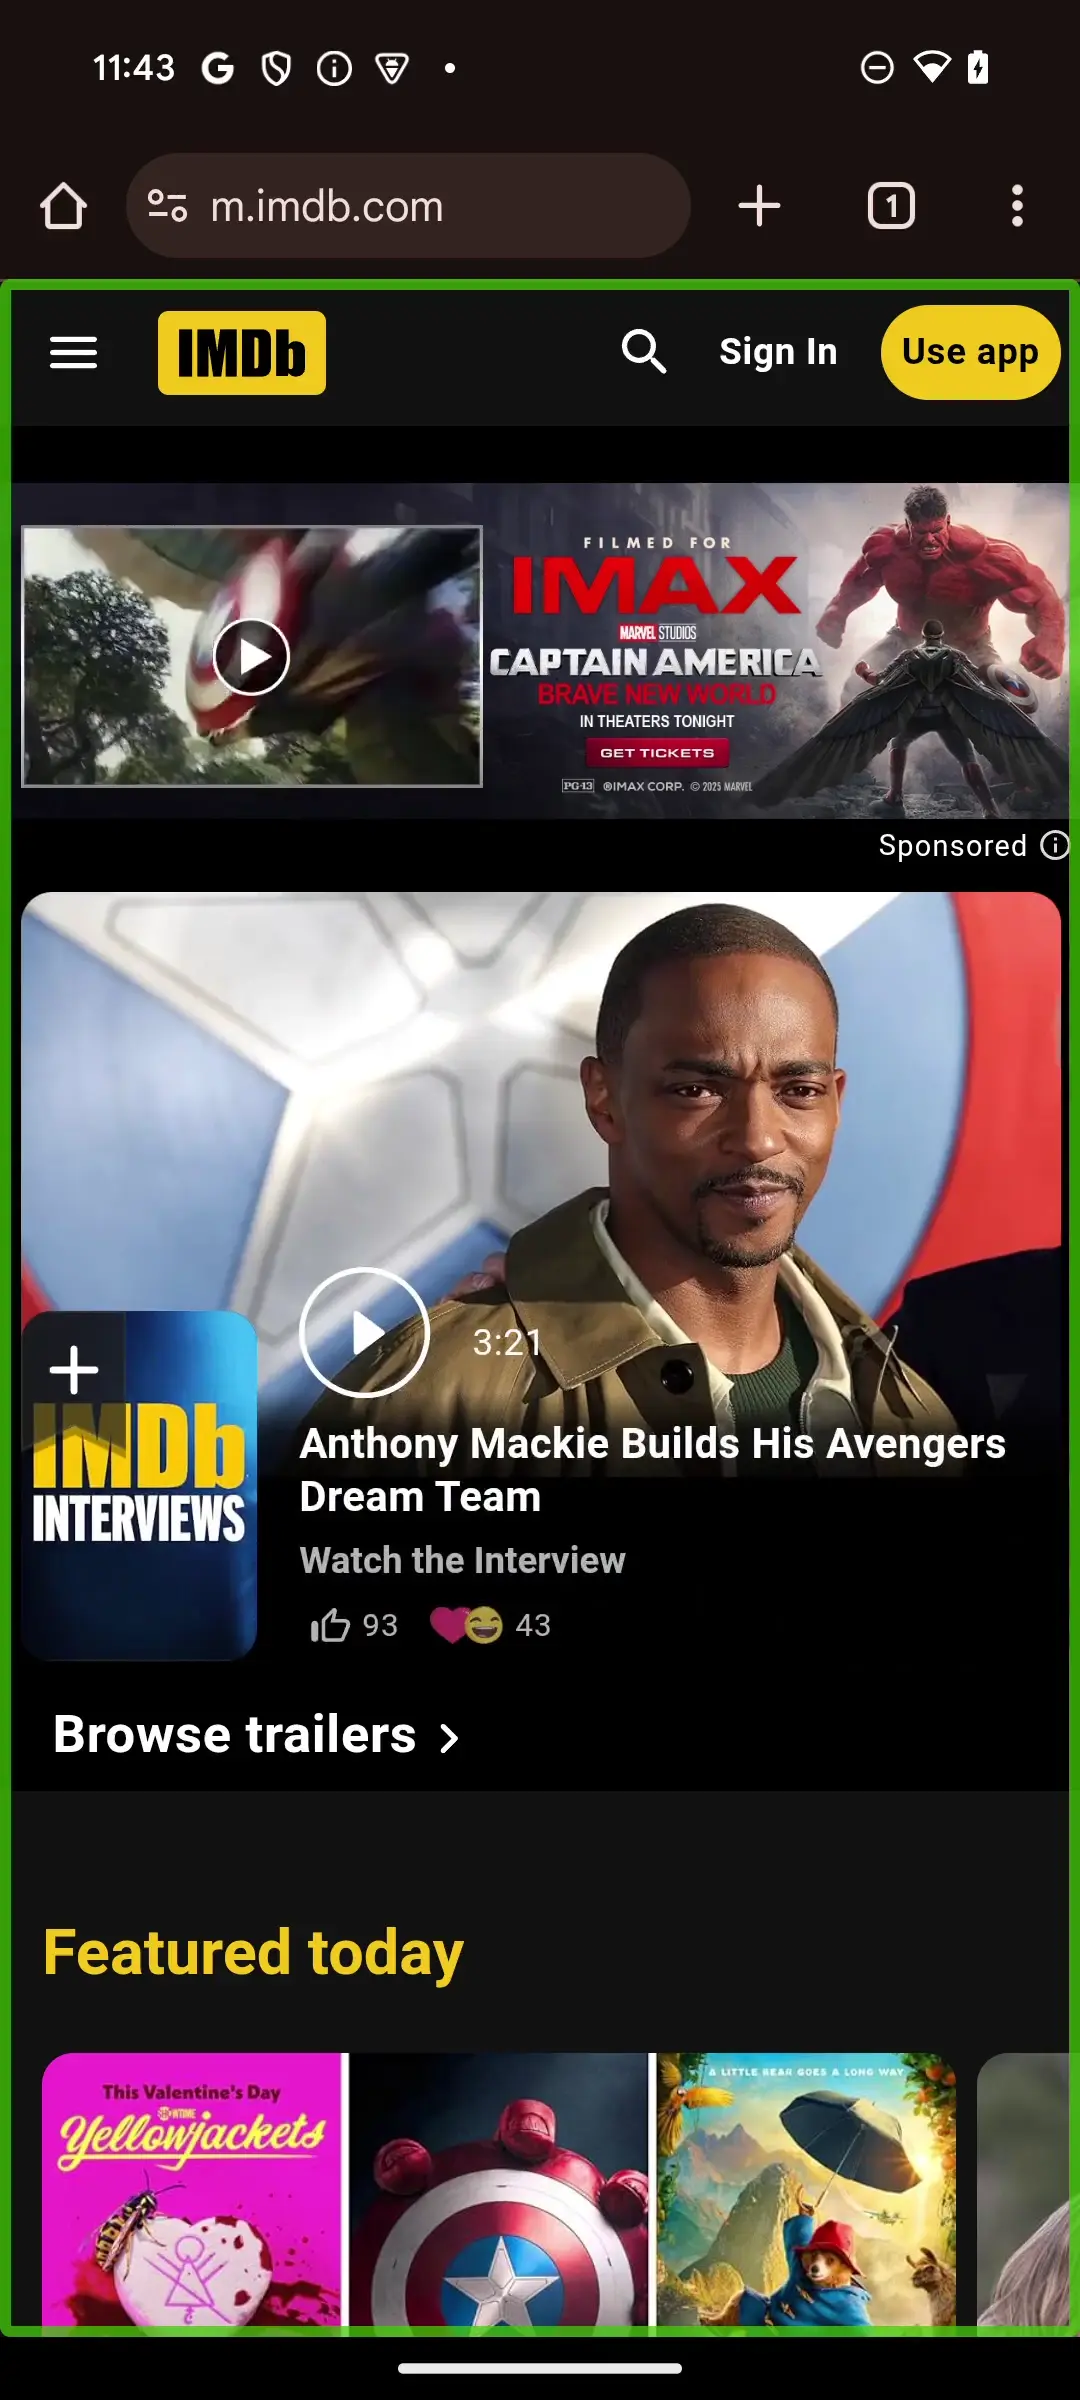 11:43
m.imdb.com
1
IMDb
Sign In
Use app
FILMED FOR
IMAX
MARVEL STUDIOS
CAPTAIN AMERICA
BRAVE NEW WORLD
IN THEATERS TONIGHT
GET TICKETS
PG-13 ®IMAX CORP. © 2025 MARVEL
Sponsored
3:21
IMDb
INTERVIEWS
Anthony Mackie Builds His Avengers
Dream Team
Watch the Interview
93
43
Browse trailers
Featured today
This Valentine's Day
SHOWTIME
Yellowjackets
A LITTLE BEAR GOES A LONG WAY